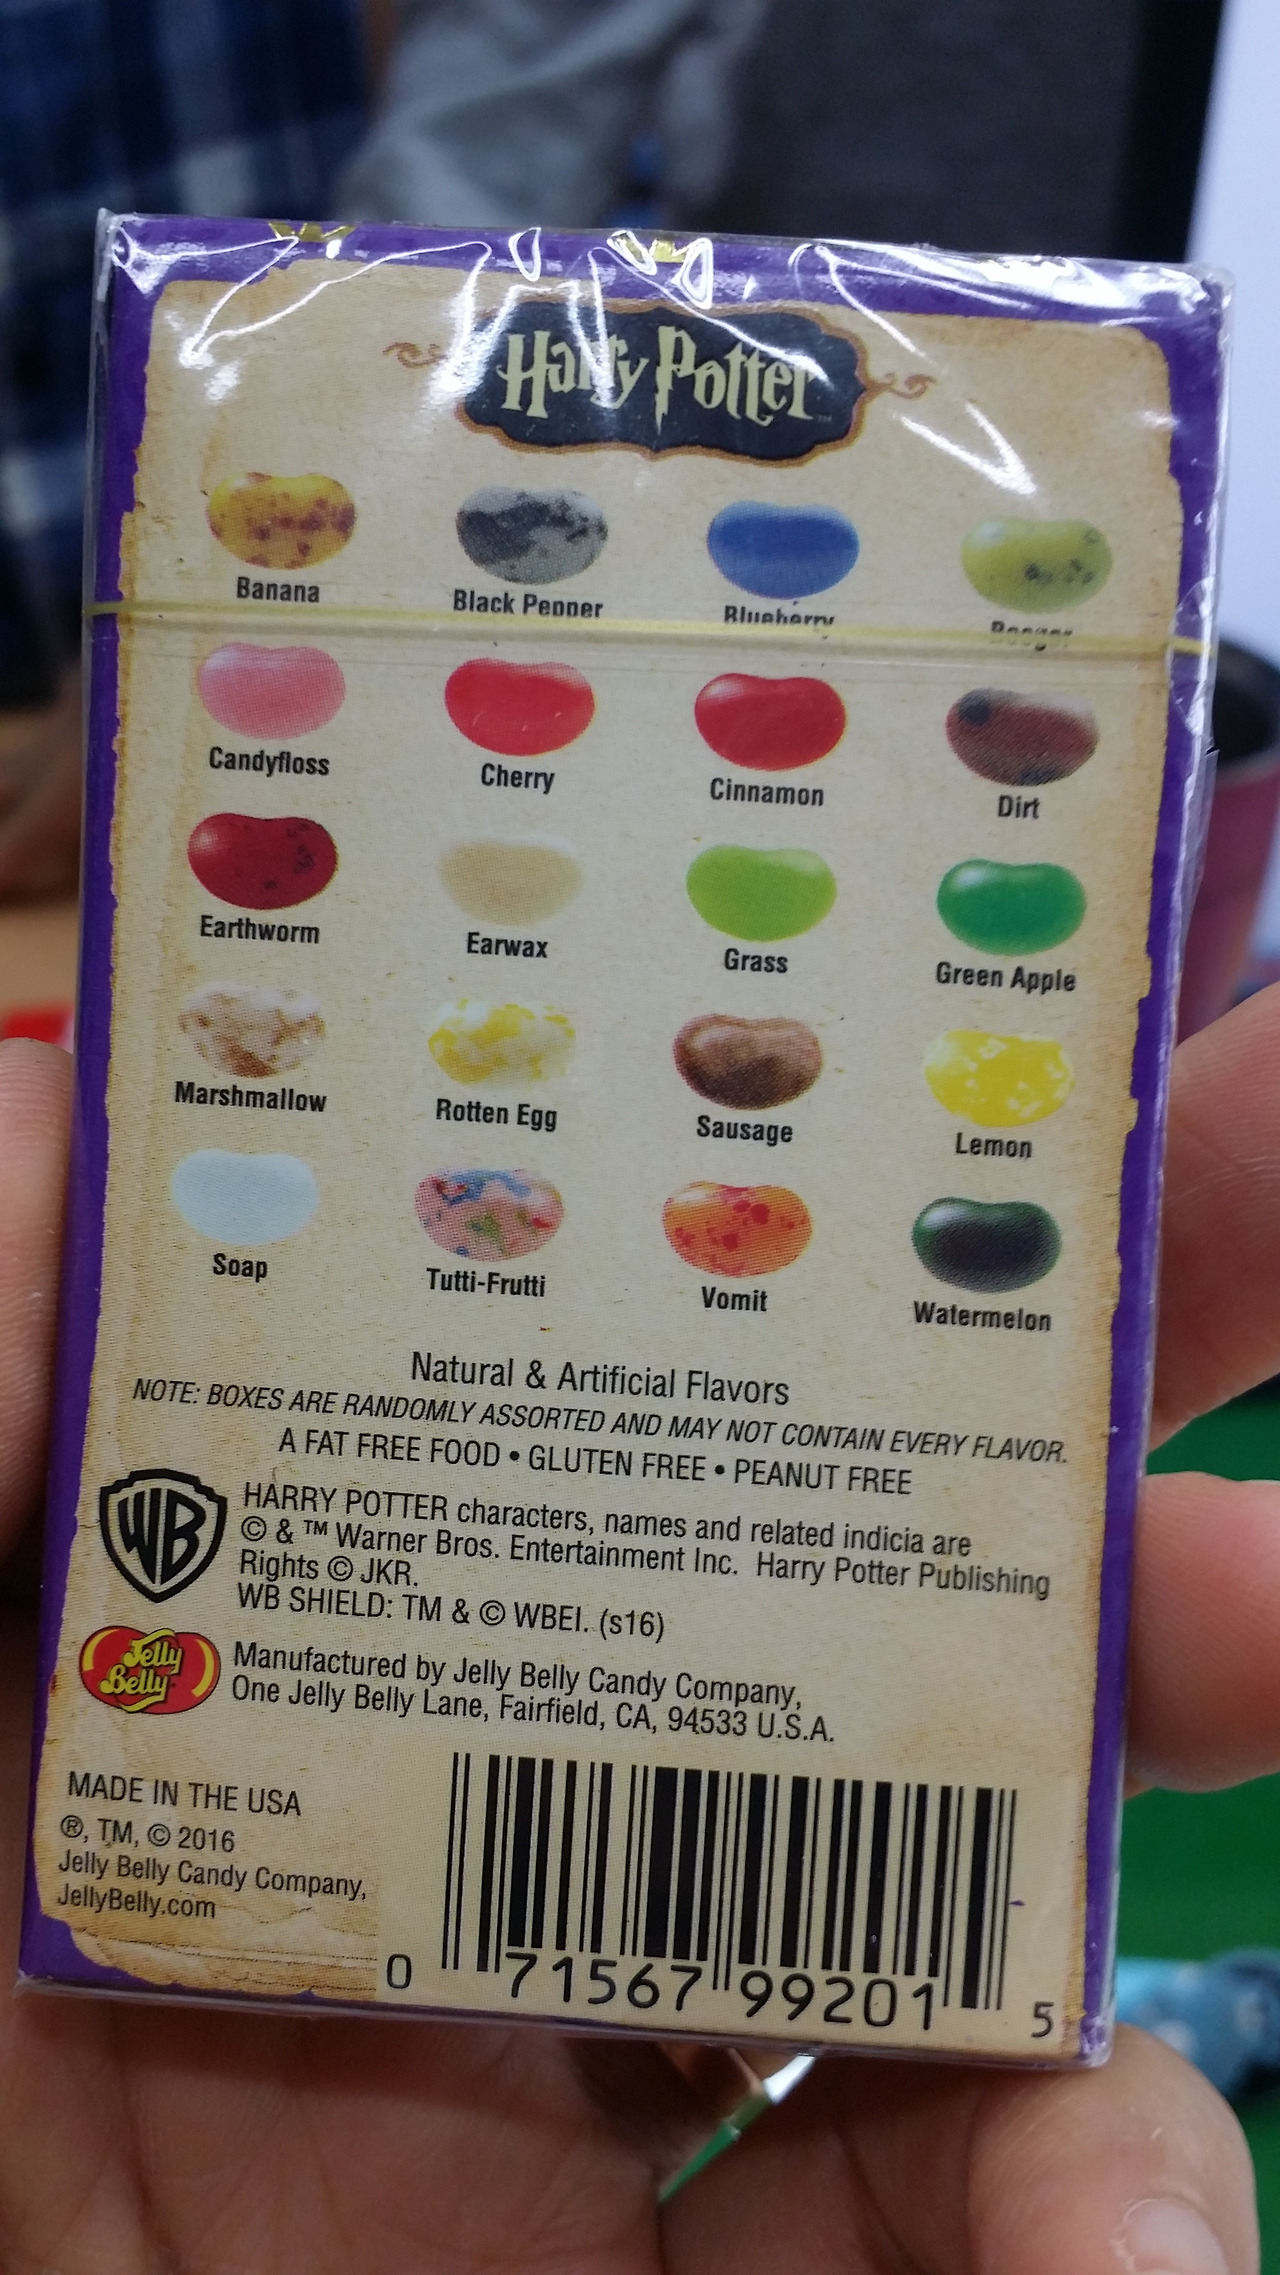 Harry Potter™
Banana Black Pepper Blueberry Booger
Candyfloss Cherry Cinnamon Dirt
Earthworm Earwax Grass Green Apple
Marshmallow Rotten Egg Sausage Lemon
Soap Tutti-Frutti Vomit Watermelon
Natural & Artificial Flavors
NOTE: BOXES ARE RANDOMLY ASSORTED AND MAY NOT CONTAIN EVERY FLAVOR.
A FAT FREE FOOD • GLUTEN FREE • PEANUT FREE
WB
HARRY POTTER characters, names and related indicia are
© & ™ Warner Bros. Entertainment Inc. Harry Potter Publishing
Rights © JKR.
WB SHIELD: TM & © WBEI. (s16)
Jelly
Belly
Manufactured by Jelly Belly Candy Company,
One Jelly Belly Lane, Fairfield, CA, 94533 U.S.A.
MADE IN THE USA
®, TM, © 2016
Jelly Belly Candy Company,
JellyBelly.com
0 71567 99201 5